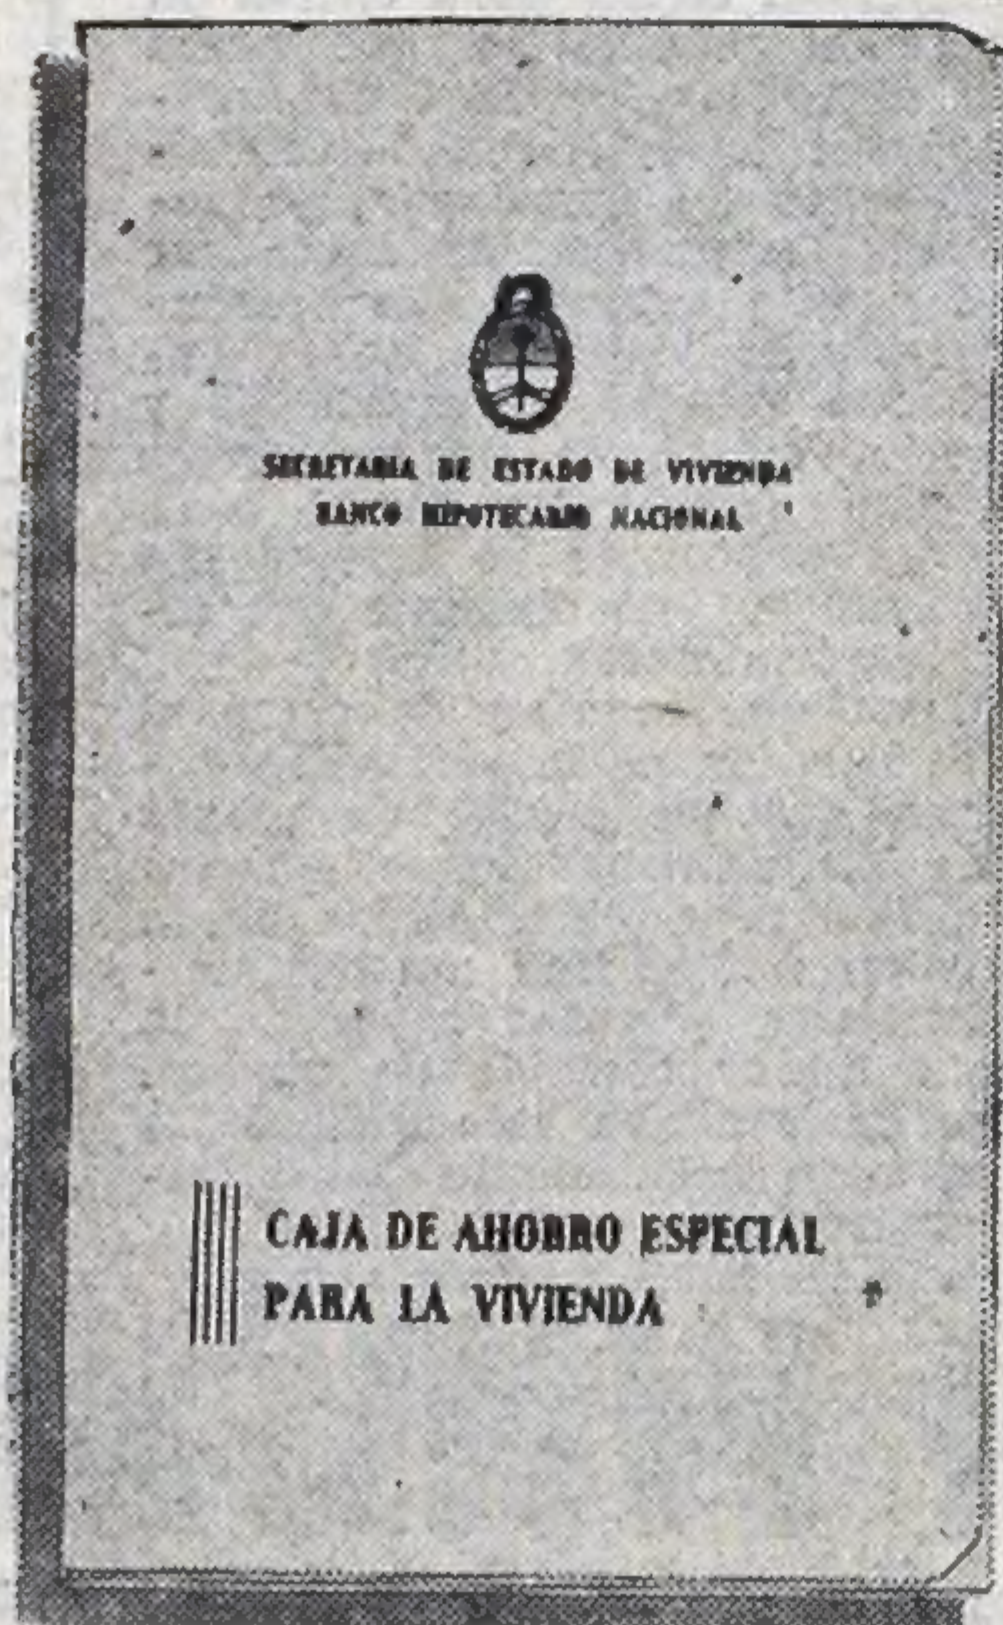 SECRETARIA DE ESTADO DE VIVIENDA
BANCO HIPOTECARIO NACIONAL
CAJA DE AHORRO ESPECIAL
PARA LA VIVIENDA